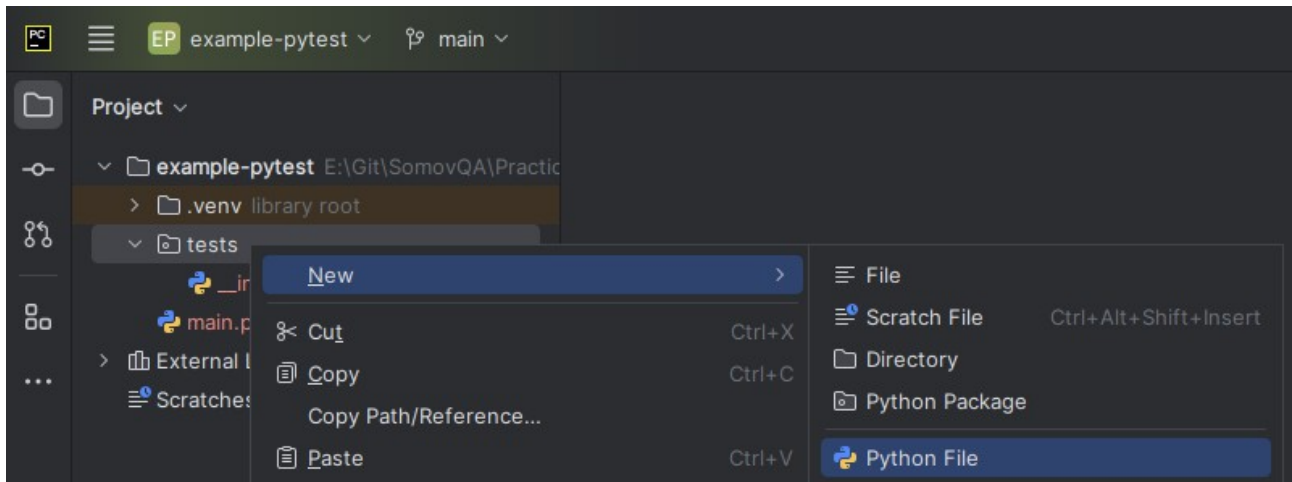 PC
EP example-pytest main
Project
example-pytest E:\Git\SomovQA\Practic
.venv library root
tests
__in
main.p
External L
Scratches
New
Cut Ctrl+X
Copy Ctrl+C
Copy Path/Reference...
Paste Ctrl+V
File
Scratch File Ctrl+Alt+Shift+Insert
Directory
Python Package
Python File